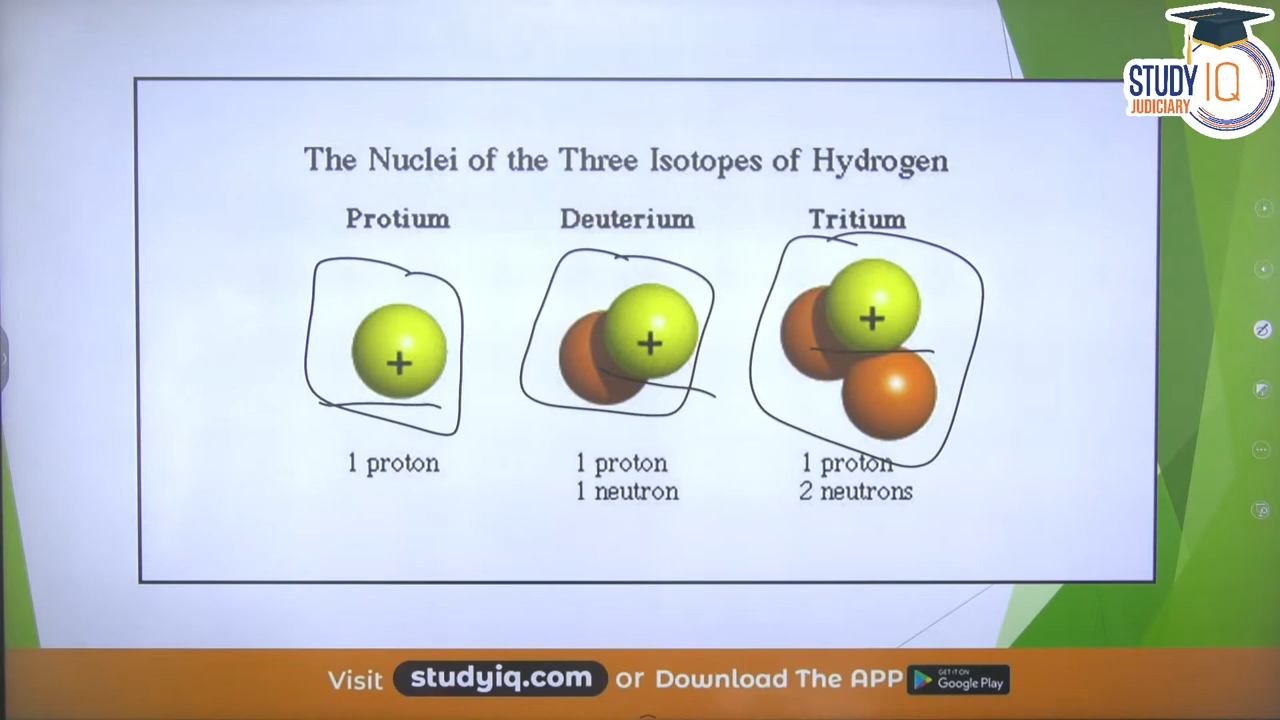 STUDY IQ
JUDICIARY
The Nuclei of the Three Isotopes of Hydrogen
Protium Deuterium Tritium
+ + +
1 proton 1 proton 1 proton
1 neutron 2 neutrons
Visit studyiq.com or Download The APP GET IT ON Google Play